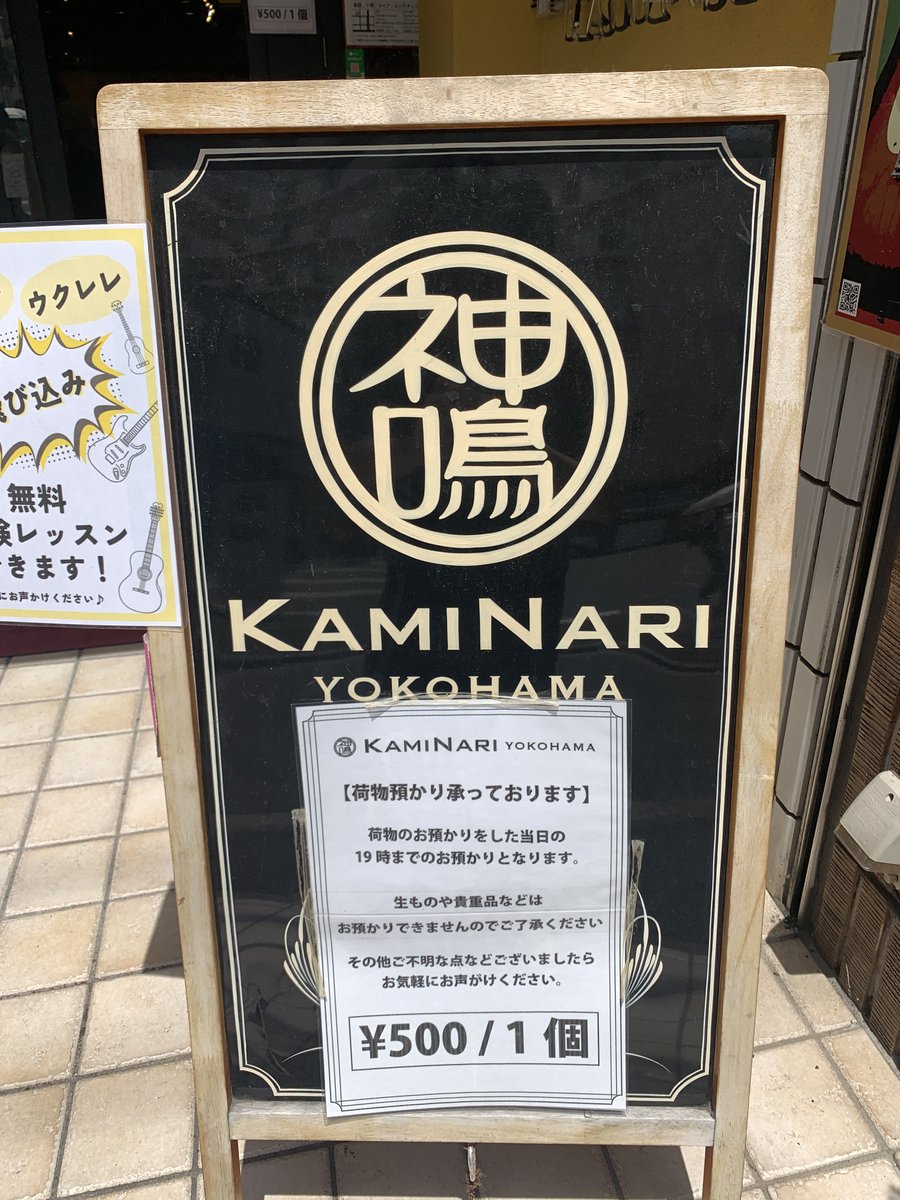 ¥500 / 1 個
ウクレレ
び込み
無料
験レッスン
きます！
にお声かけください♪
神鳴
KAMINARI
YOKOHAMA
神鳴 KAMINARI YOKOHAMA
【荷物預かり承っております】
荷物のお預かりをした当日の
19時までのお預かりとなります。
生ものや貴重品などは
お預かりできませんのでご了承ください
その他ご不明な点などございましたら
お気軽にお声がけください。
¥500 / 1 個